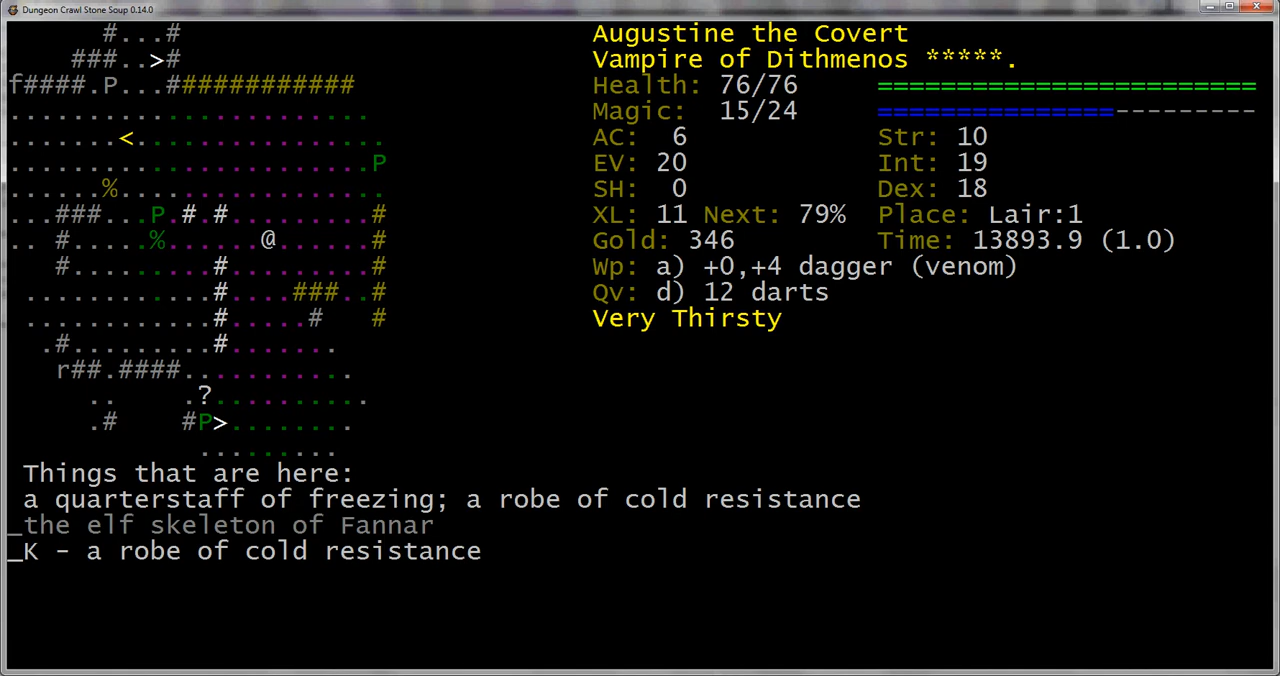 Dungeon Crawl Stone Soup 0.14.0
#...#
###..>#
f####.P...############
..........................
.......<................
.......................P
......%.................
...###...P.#.#.........#
.. #.....%......@......#
#.........#.........#
............#....###..#
............#.....# #
.#........#.......
r##.####...........
.. .?...........
.# #P>........
.........
Augustine the Covert
Vampire of Dithmenos *****.
Health: 76/76 ========================
Magic: 15/24 ===============---------
AC: 6 Str: 10
EV: 20 Int: 19
SH: 0 Dex: 18
XL: 11 Next: 79% Place: Lair:1
Gold: 346 Time: 13893.9 (1.0)
Wp: a) +0,+4 dagger (venom)
Qv: d) 12 darts
Very Thirsty
Things that are here:
a quarterstaff of freezing; a robe of cold resistance
_the elf skeleton of Fannar
_K - a robe of cold resistance